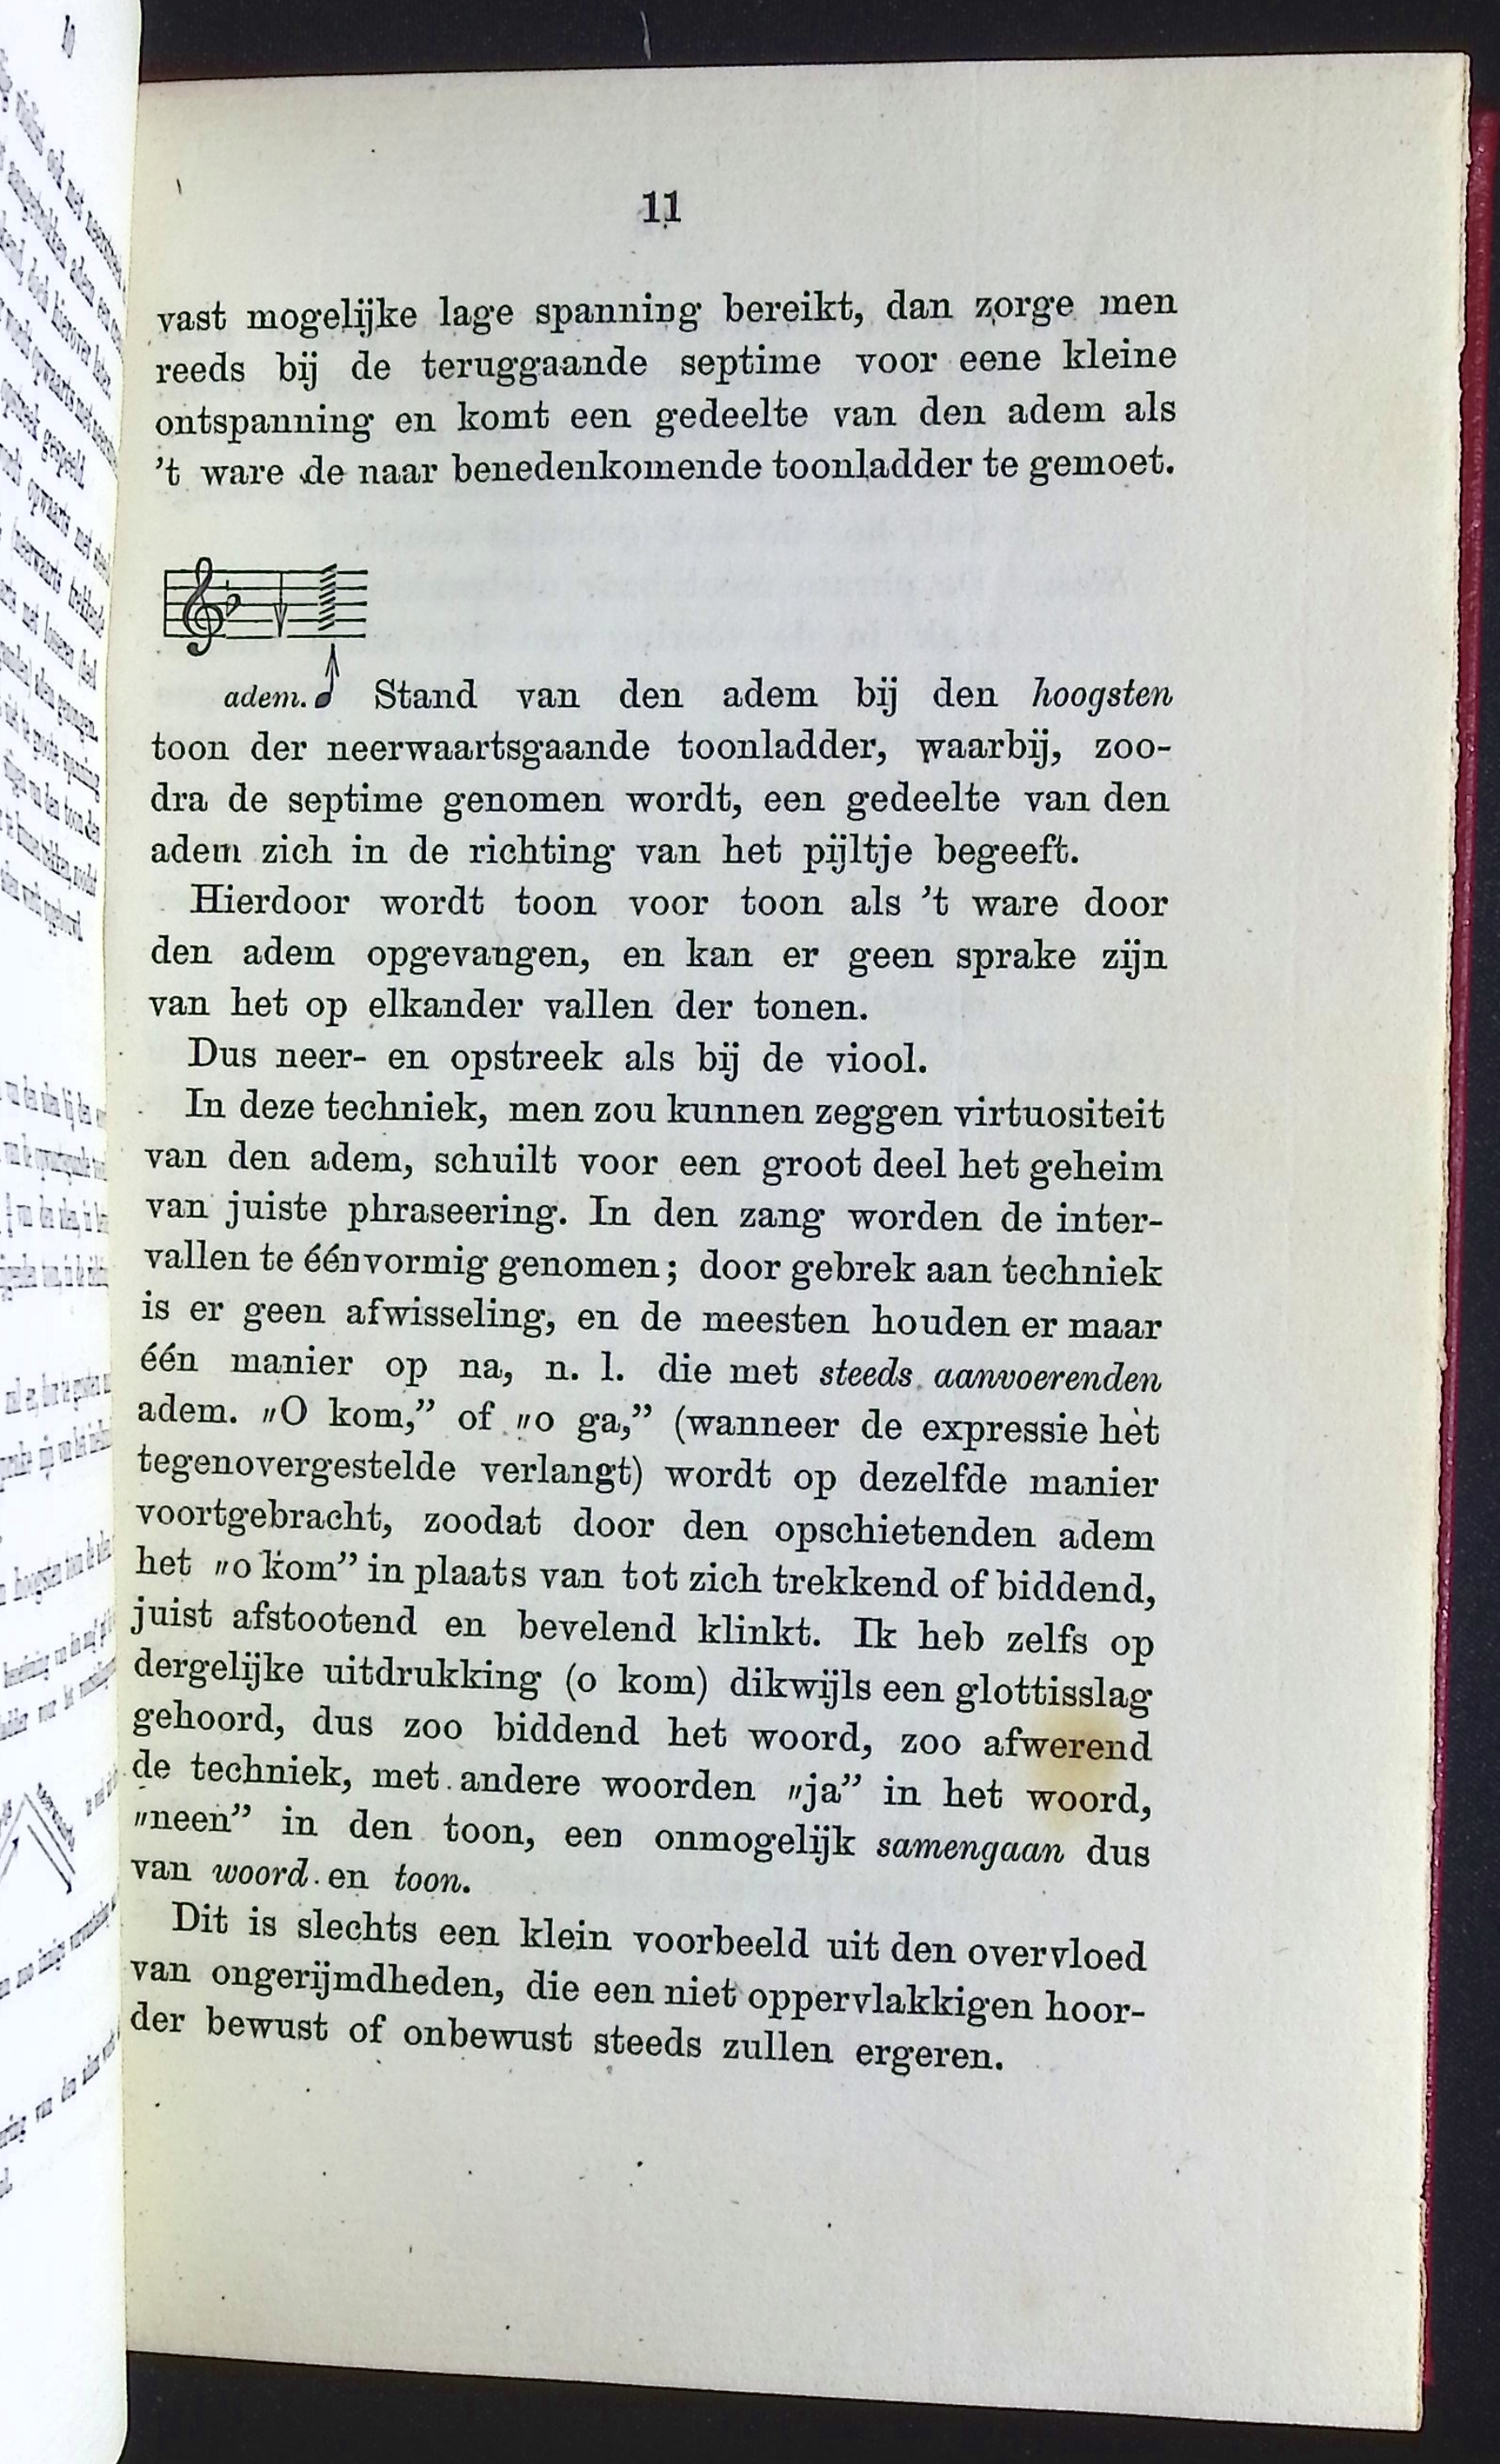 11
vast mogelijke lage spanning bereikt, dan zorge men
reeds bij de teruggaande septime voor eene kleine
ontspanning en komt een gedeelte van den adem als
't ware de naar benedenkomende toonladder te gemoet.
adem. Stand van den adem bij den hoogsten
toon der neerwaartsgaande toonladder, waarbij, zoo-
dra de septime genomen wordt, een gedeelte van den
adem zich in de richting van het pijltje begeeft.
Hierdoor wordt toon voor toon als 't ware door
den adem opgevangen, en kan er geen sprake zijn
van het op elkander vallen der tonen.
Dus neer- en opstreek als bij de viool.
In deze techniek, men zou kunnen zeggen virtuositeit
van den adem, schuilt voor een groot deel het geheim
van juiste phraseering. In den zang worden de inter-
vallen te éénvormig genomen; door gebrek aan techniek
is er geen afwisseling, en de meesten houden er maar
één manier op na, n. l. die met steeds aanvoerenden
adem. „O kom,” of „o ga,” (wanneer de expressie hèt
tegenovergestelde verlangt) wordt op dezelfde manier
voortgebracht, zoodat door den opschietenden adem
het „o kom” in plaats van tot zich trekkend of biddend,
juist afstootend en bevelend klinkt. Ik heb zelfs op
dergelijke uitdrukking (o kom) dikwijls een glottisslag
gehoord, dus zoo biddend het woord, zoo afwerend
de techniek, met andere woorden „ja” in het woord,
„neen” in den toon, een onmogelijk samengaan dus
van woord en toon.
Dit is slechts een klein voorbeeld uit den overvloed
van ongerijmdheden, die een niet oppervlakkigen hoor-
der bewust of onbewust steeds zullen ergeren.